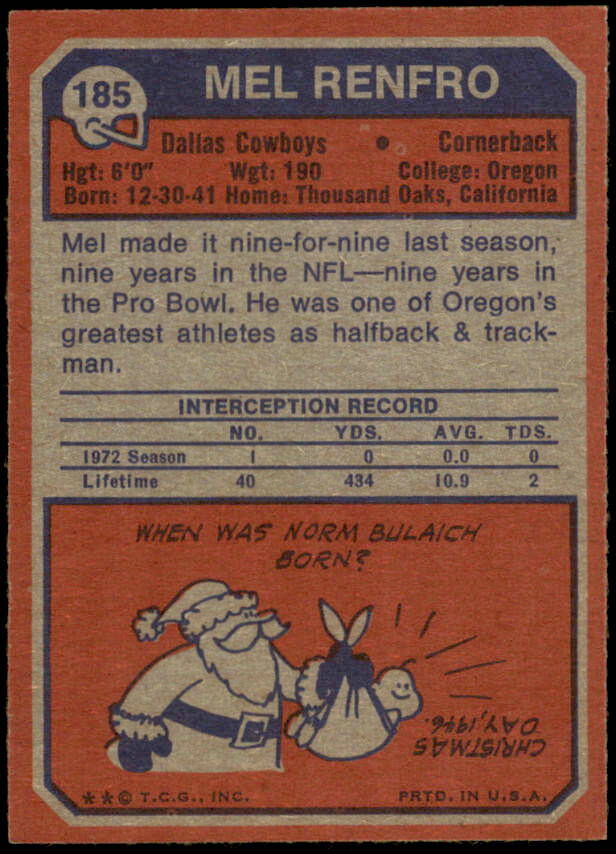 185
MEL RENFRO
Dallas Cowboys • Cornerback
Hgt: 6'0" Wgt: 190 College: Oregon
Born: 12-30-41 Home: Thousand Oaks, California
Mel made it nine-for-nine last season,
nine years in the NFL—nine years in
the Pro Bowl. He was one of Oregon's
greatest athletes as halfback & track-
man.
INTERCEPTION RECORD
NO. YDS. AVG. TDS.
1972 Season 1 0 0.0 0
Lifetime 40 434 10.9 2
WHEN WAS NORM BULAICH
BORN?
CHRISTMAS
DAY, 1946.
**© T.C.G., INC. PRTD. IN U.S.A.